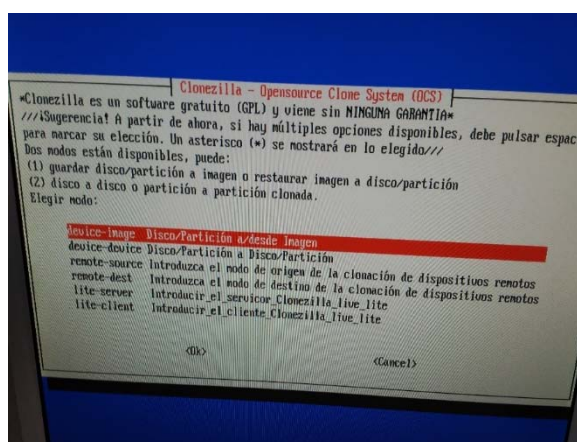 Clonezilla - Opensource Clone System (OCS)
*Clonezilla es un software gratuito (GPL) y viene sin NINGUNA GARANTIA*
///¡Sugerencia! A partir de ahora, si hay múltiples opciones disponibles, debe pulsar espac
para marcar su elección. Un asterisco (*) se mostrará en lo elegido///
Dos modos están disponibles, puede:
(1) guardar disco/partición a imagen o restaurar imagen a disco/partición
(2) disco a disco o partición a partición clonada.
Elegir modo:
device-image Disco/Partición a/desde Imagen
device-device Disco/Partición a Disco/Partición
remote-source Introduzca el modo de origen de la clonación de dispositivos remotos
remote-dest Introduzca el modo de destino de la clonación de dispositivos remotos
lite-server Introducir_el_servicor_Clonezilla_live_lite
lite-client Introducir_el_cliente_Clonezilla_live_lite
<Ok> <Cancel>